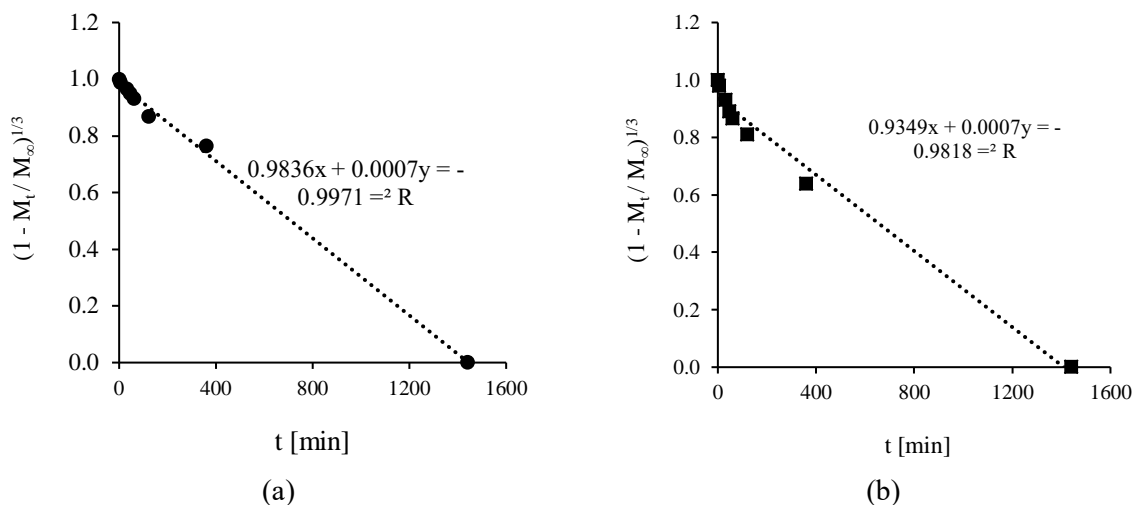 1.2
1.0
0.8
0.6
0.4
0.2
0.0
(1 - Mt / M∞)1/3
0.9836x + 0.0007y = -
0.9971 =² R
0
400
800
1200
1600
t [min]
(a)
1.2
1.0
0.8
0.6
0.4
0.2
0.0
(1 - Mt / M∞)1/3
0.9349x + 0.0007y = -
0.9818 =² R
0
400
800
1200
1600
t [min]
(b)